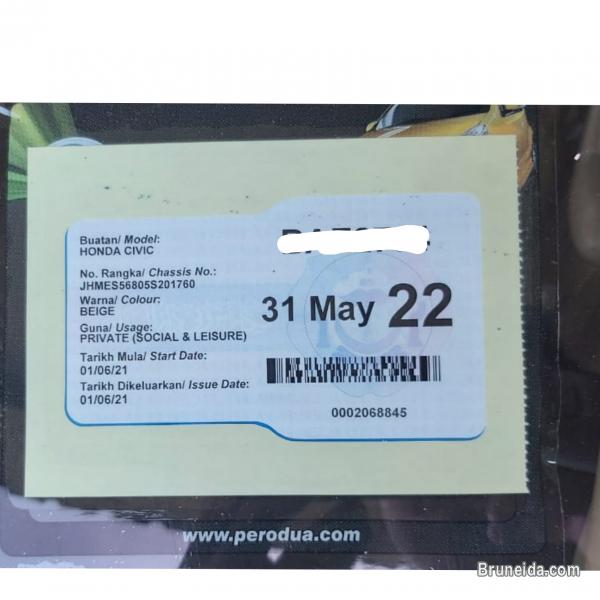 Buatan/ Model:
HONDA CIVIC
No. Rangka/ Chassis No.:
JHMES56805S201760
Warna/ Colour:
BEIGE
Guna/ Usage:
PRIVATE (SOCIAL & LEISURE)
Tarikh Mula/ Start Date:
01/06/21
Tarikh Dikeluarkan/ Issue Date:
01/06/21
31 May 22
0002068845
www.perodua.com
Bruneida.com